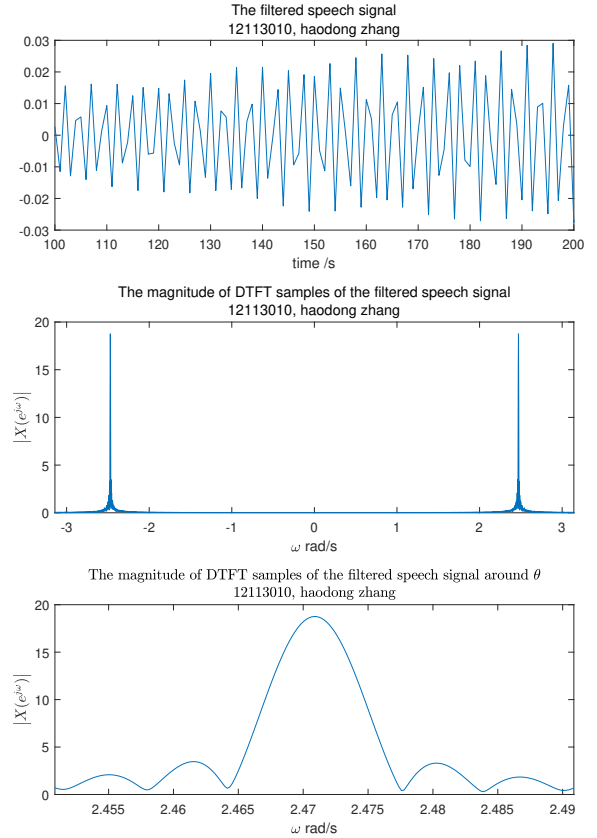 The filtered speech signal
12113010, haodong zhang
0.03
0.02
0.01
0
-0.01
-0.02
-0.03
100 110 120 130 140 150 160 170 180 190 200
time /s
The magnitude of DTFT samples of the filtered speech signal
12113010, haodong zhang
20
15
10
5
0
|X(e^{jω})|
-3 -2 -1 0 1 2 3
ω rad/s
The magnitude of DTFT samples of the filtered speech signal around θ
12113010, haodong zhang
20
15
10
5
0
|X(e^{jω})|
2.455 2.46 2.465 2.47 2.475 2.48 2.485 2.49
ω rad/s